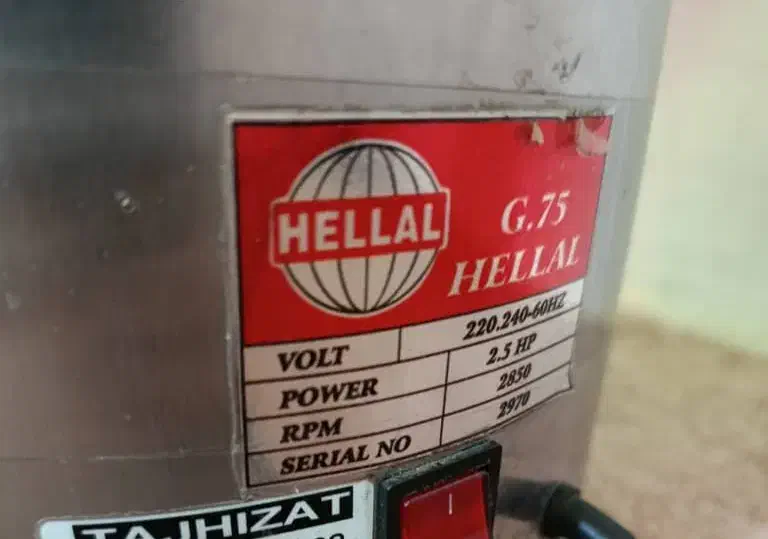 HELLAL
G.75
HELLAL
VOLT 220.240-60HZ
POWER 2.5 HP
RPM 2850
SERIAL NO 2970
TAJHIZAT